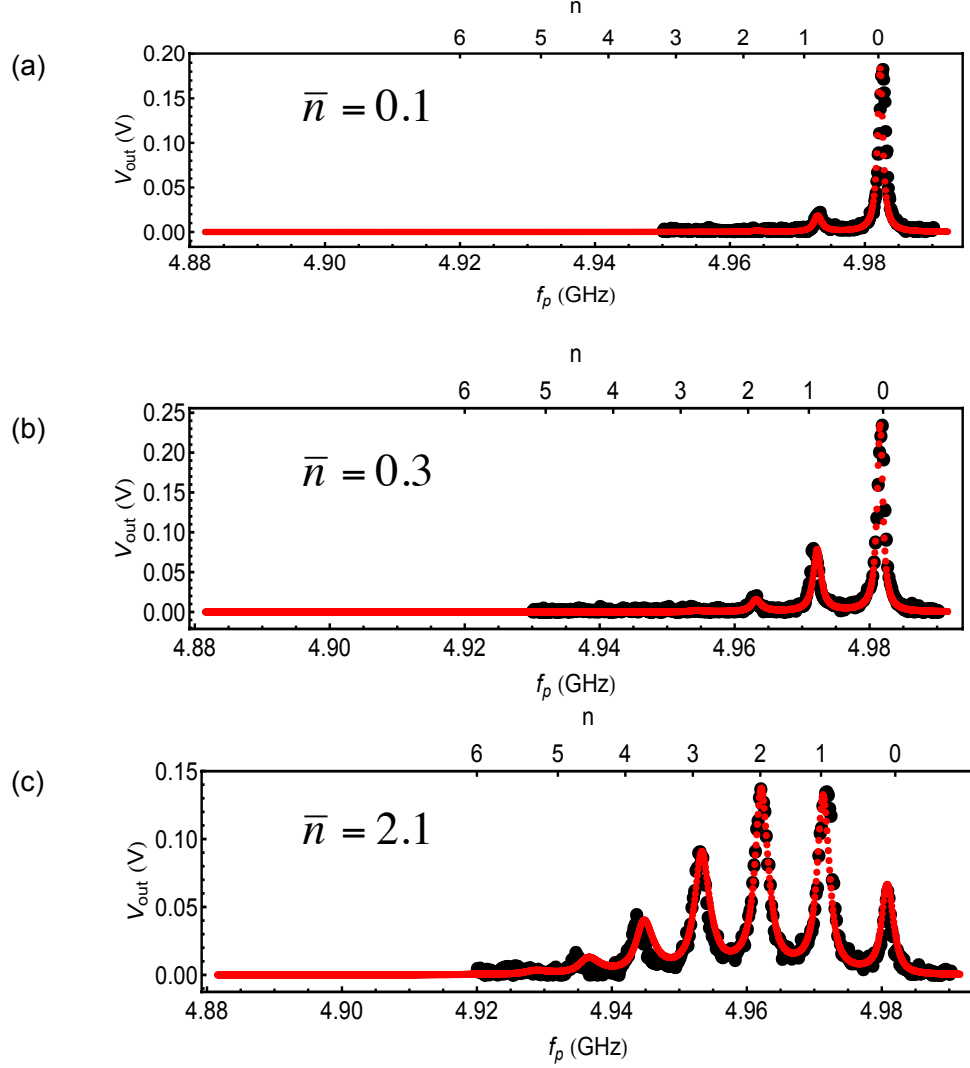 n
6 5 4 3 2 1 0
(a)
0.20
0.15
0.10
0.05
0.00
V_out (V)
n̅ = 0.1
4.88 4.90 4.92 4.94 4.96 4.98
f_p (GHz)
n
6 5 4 3 2 1 0
(b)
0.25
0.20
0.15
0.10
0.05
0.00
V_out (V)
n̅ = 0.3
4.88 4.90 4.92 4.94 4.96 4.98
f_p (GHz)
n
6 5 4 3 2 1 0
(c)
0.15
0.10
0.05
0.00
V_out (V)
n̅ = 2.1
4.88 4.90 4.92 4.94 4.96 4.98
f_p (GHz)